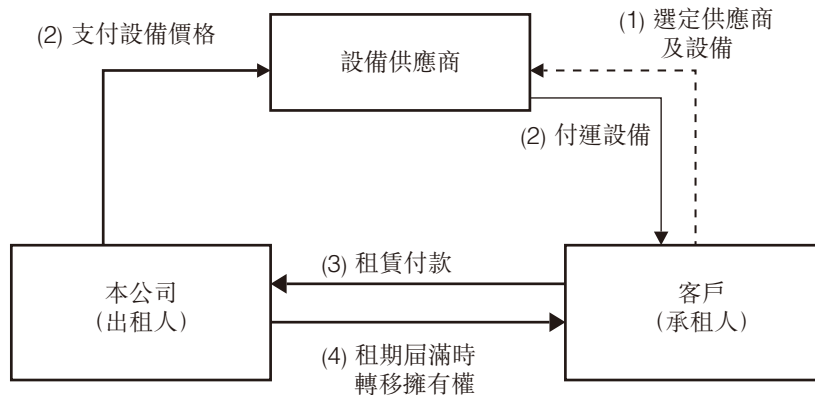 (1) 選定供應商
及設備
(2) 支付設備價格
設備供應商
(2) 付運設備
(3) 租賃付款
本公司
（出租人）
客戶
（承租人）
(4) 租期屆滿時
轉移擁有權